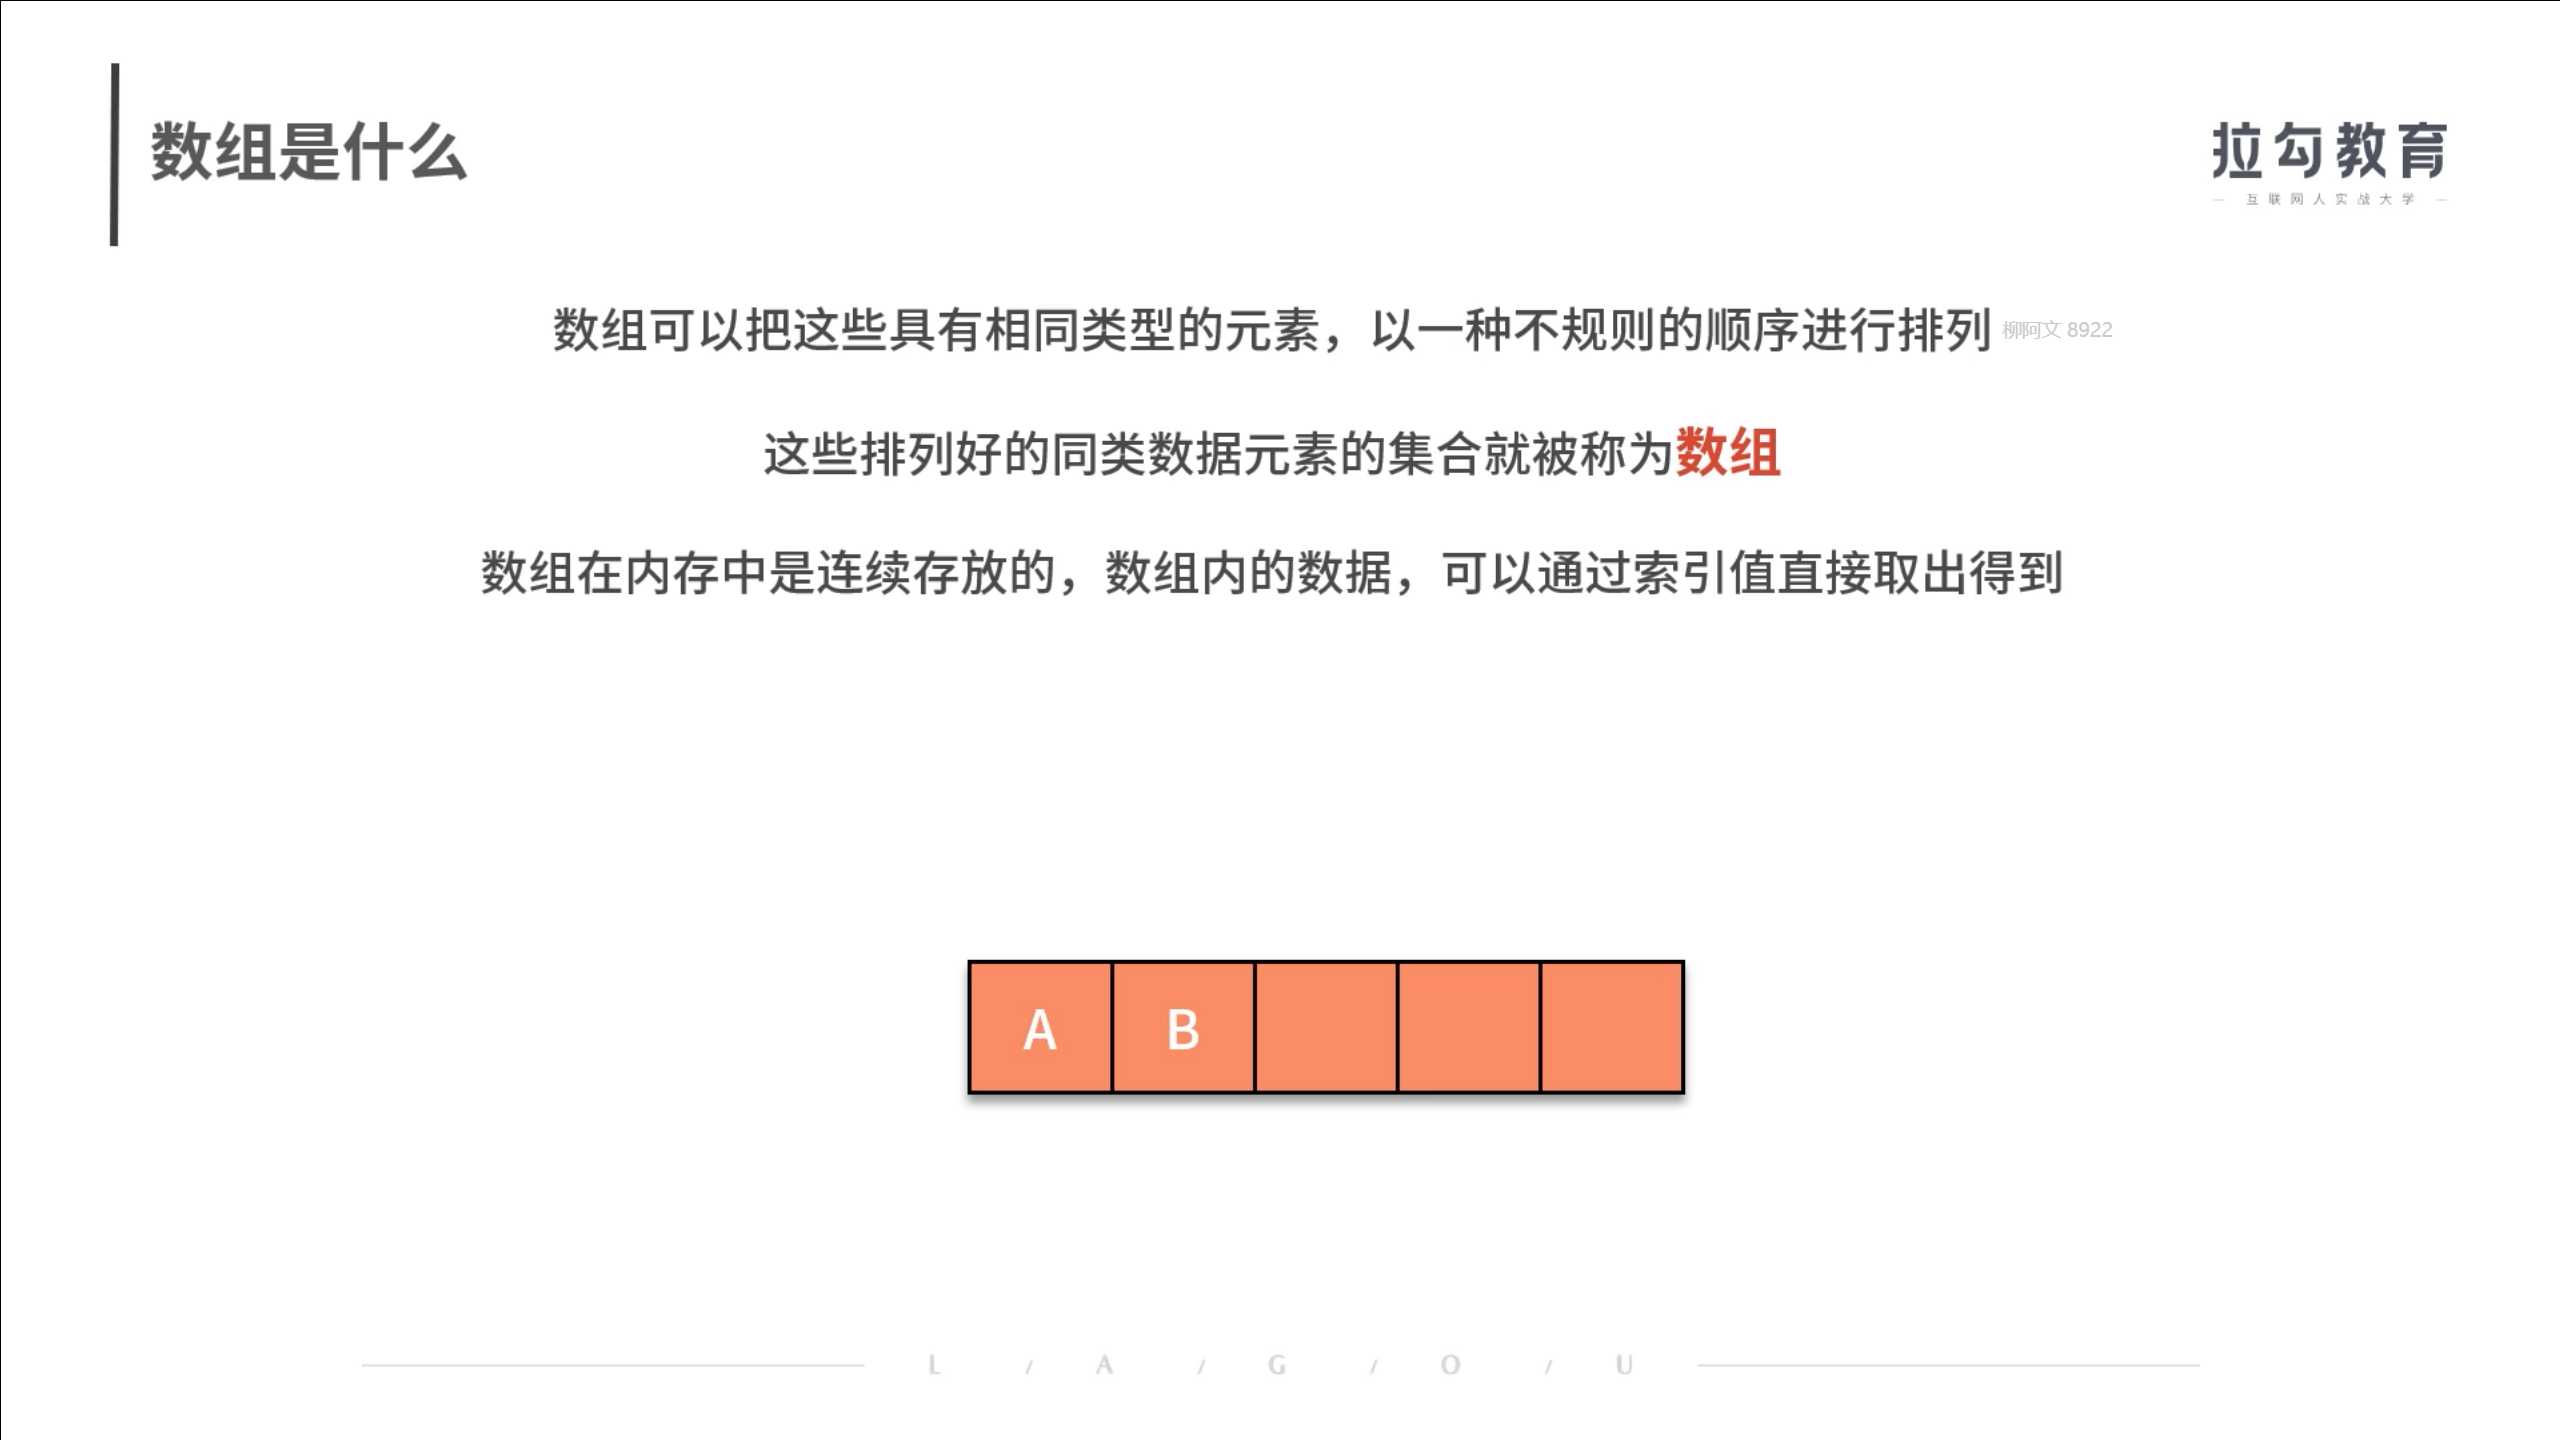 数组是什么
拉勾教育
— 互联网人实战大学 —
数组可以把这些具有相同类型的元素，以一种不规则的顺序进行排列 柳阿文 8922
这些排列好的同类数据元素的集合就被称为数组
数组在内存中是连续存放的，数组内的数据，可以通过索引值直接取出得到
A B
L / A / G / O / U